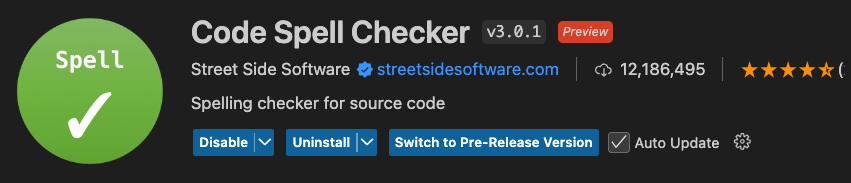 Spell
Code Spell Checker v3.0.1 Preview
Street Side Software streetsidesoftware.com 12,186,495 (
Spelling checker for source code
Disable Uninstall Switch to Pre-Release Version Auto Update